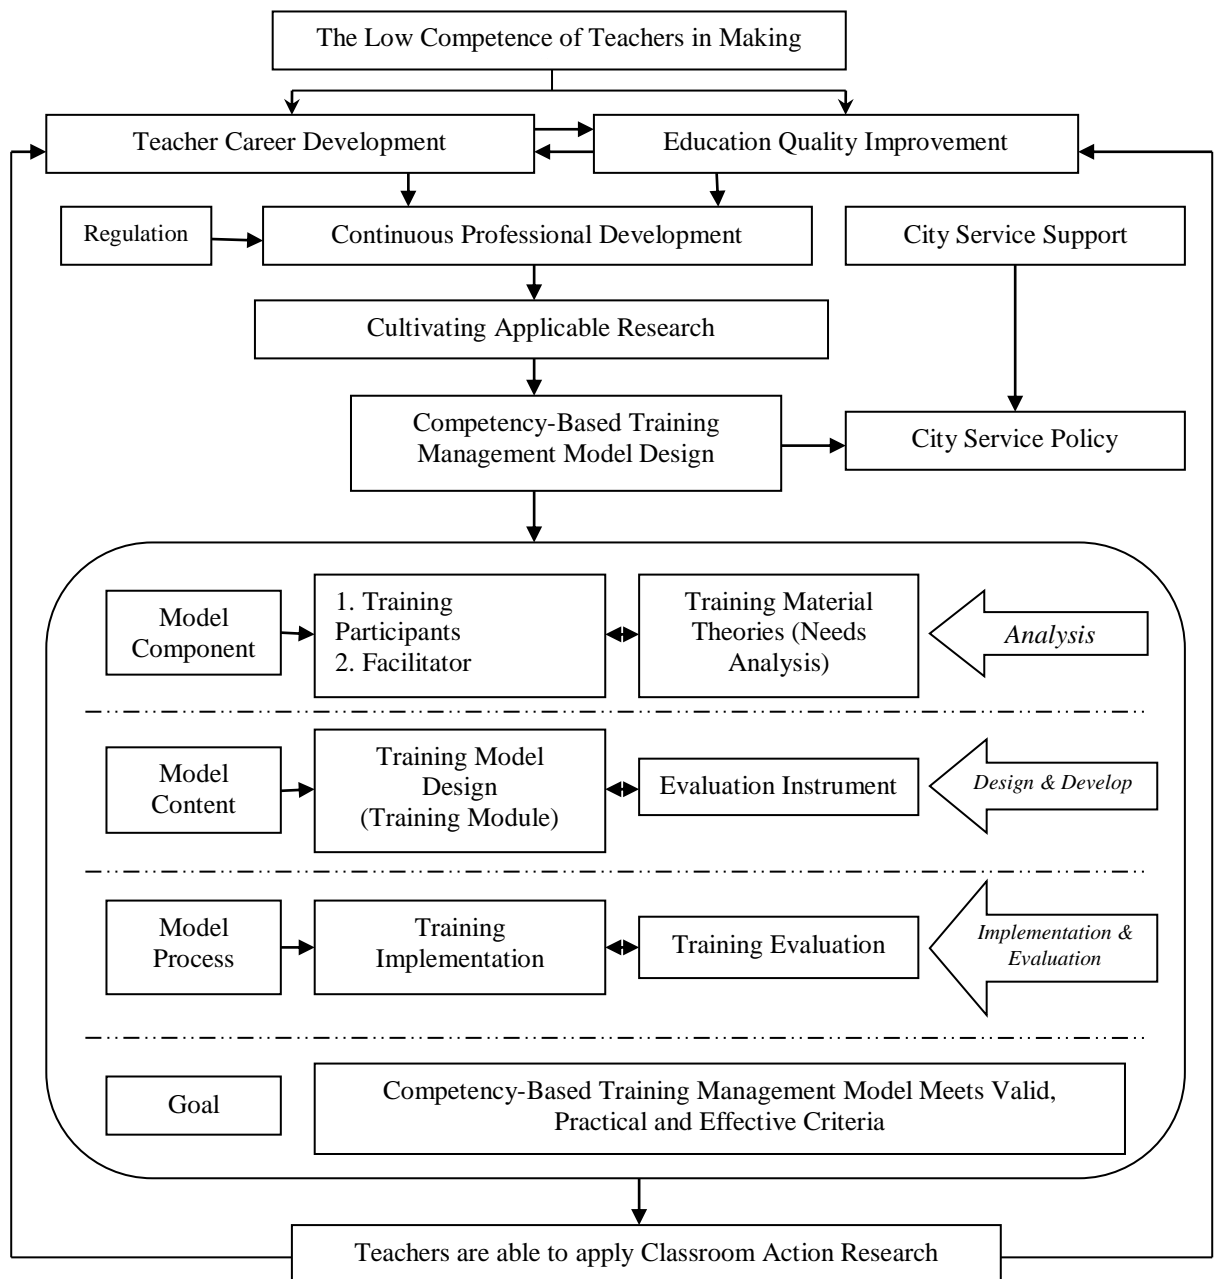 The Low Competence of Teachers in Making
Teacher Career Development
Education Quality Improvement
Regulation
Continuous Professional Development
City Service Support
Cultivating Applicable Research
Competency-Based Training
Management Model Design
City Service Policy
Model
Component
1. Training
Participants
2. Facilitator
Training Material
Theories (Needs
Analysis)
Analysis
Model
Content
Training Model
Design
(Training Module)
Evaluation Instrument
Design & Develop
Model
Process
Training
Implementation
Training Evaluation
Implementation &
Evaluation
Goal
Competency-Based Training Management Model Meets Valid,
Practical and Effective Criteria
Teachers are able to apply Classroom Action Research